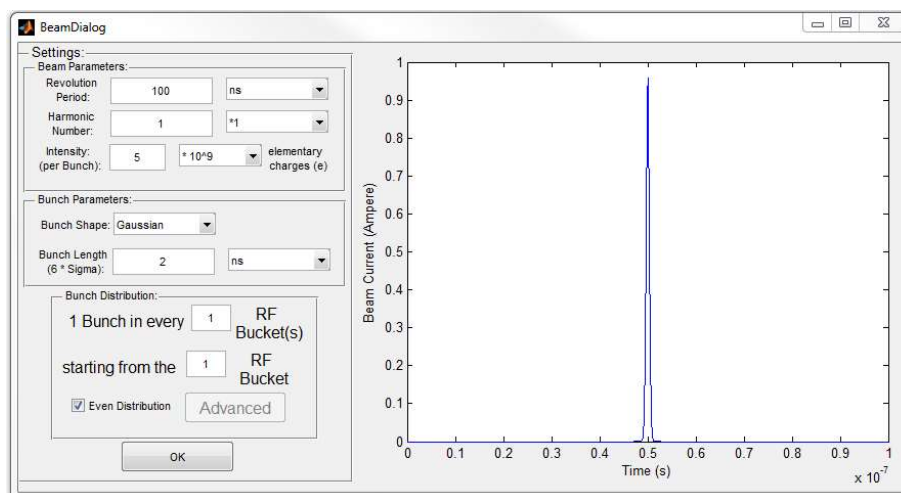 BeamDialog
Settings:
Beam Parameters:
Revolution
Period:
100
ns
Harmonic
Number:
1
*1
Intensity:
(per Bunch):
5
* 10^9
elementary
charges (e)
Bunch Parameters:
Bunch Shape:
Gaussian
Bunch Length
(6 * Sigma):
2
ns
Bunch Distribution:
1 Bunch in every
1
RF
Bucket(s)
starting from the
1
RF
Bucket
Even Distribution
Advanced
OK
Beam Current (Ampere)
1
0.9
0.8
0.7
0.6
0.5
0.4
0.3
0.2
0.1
0
0 0.1 0.2 0.3 0.4 0.5 0.6 0.7 0.8 0.9 1
Time (s)
x 10^-7